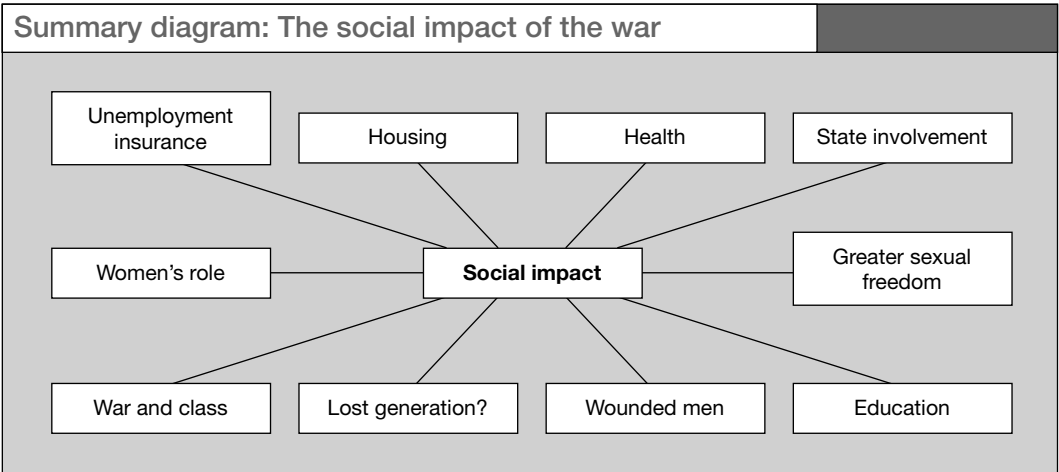 Summary diagram: The social impact of the war
Unemployment
insurance
Housing
Health
State involvement
Women’s role
Social impact
Greater sexual
freedom
War and class
Lost generation?
Wounded men
Education